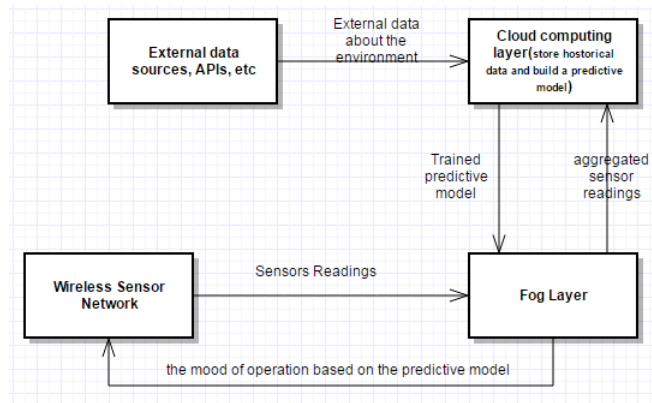 External data
sources, APIs, etc
External data
about the
environment
Cloud computing
layer(store hostorical
data and build a predictive
model)
Trained
predictive
model
aggregated
sensor
readings
Wireless Sensor
Network
Sensors Readings
Fog Layer
the mood of operation based on the predictive model